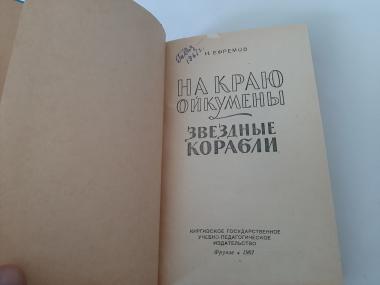 И. ЕФРЕМОВ
НА КРАЮ
ОЙКУМЕНЫ
ЗВЕЗДНЫЕ
КОРАБЛИ
КИРГИЗСКОЕ ГОСУДАРСТВЕННОЕ
УЧЕБНО-ПЕДАГОГИЧЕСКОЕ
ИЗДАТЕЛЬСТВО
Фрунзе • 1961